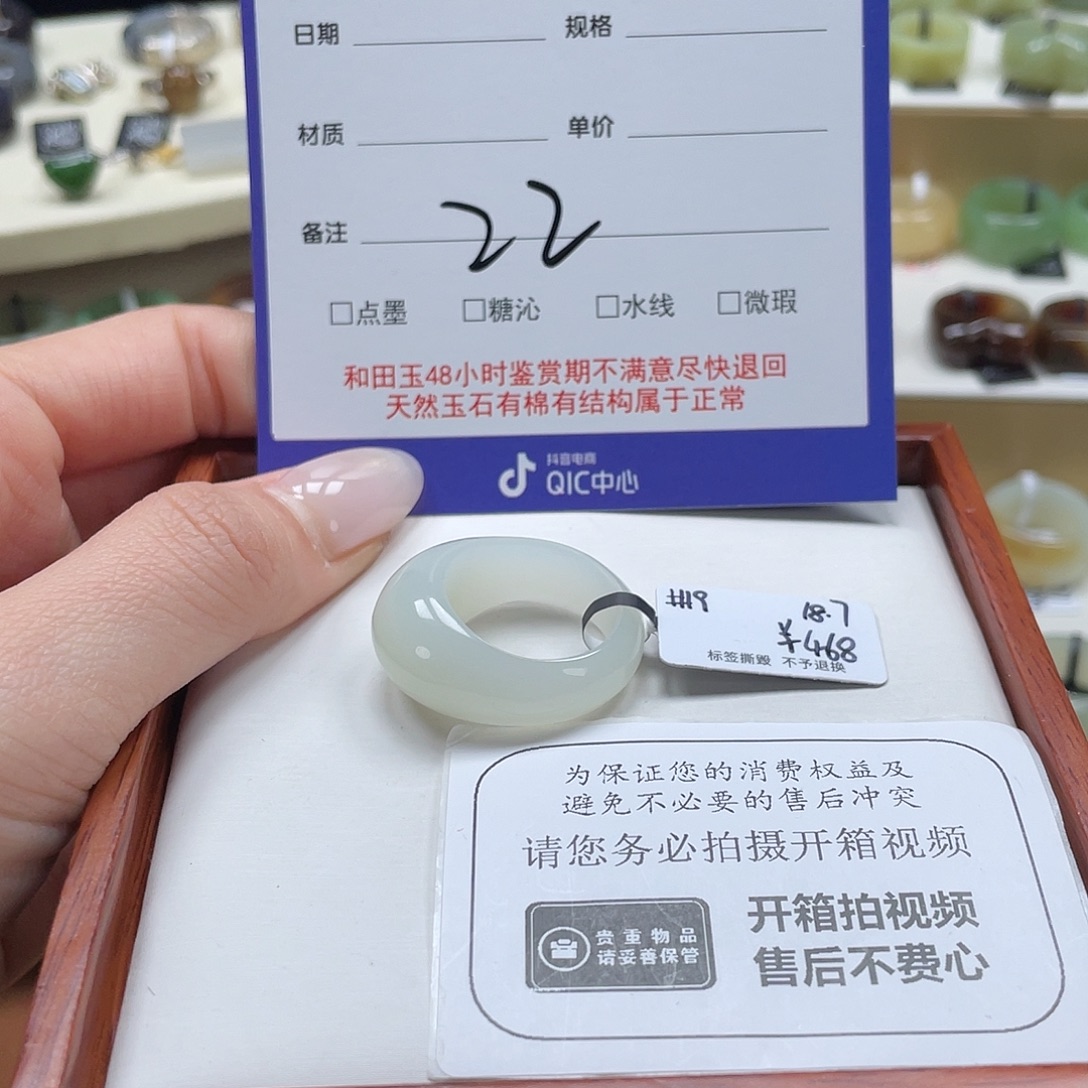 日期 规格
材质 单价
备注 22
□点墨 □糖沁 □水线 □微瑕
和田玉48小时鉴赏期不满意尽快退回
天然玉石有棉有结构属于正常
抖音电商
QIC中心
#19 18.7
¥468
标签撕毁 不予退换
为保证您的消费权益及
避免不必要的售后冲突
请您务必拍摄开箱视频
贵重物品
请妥善保管
开箱拍视频
售后不费心